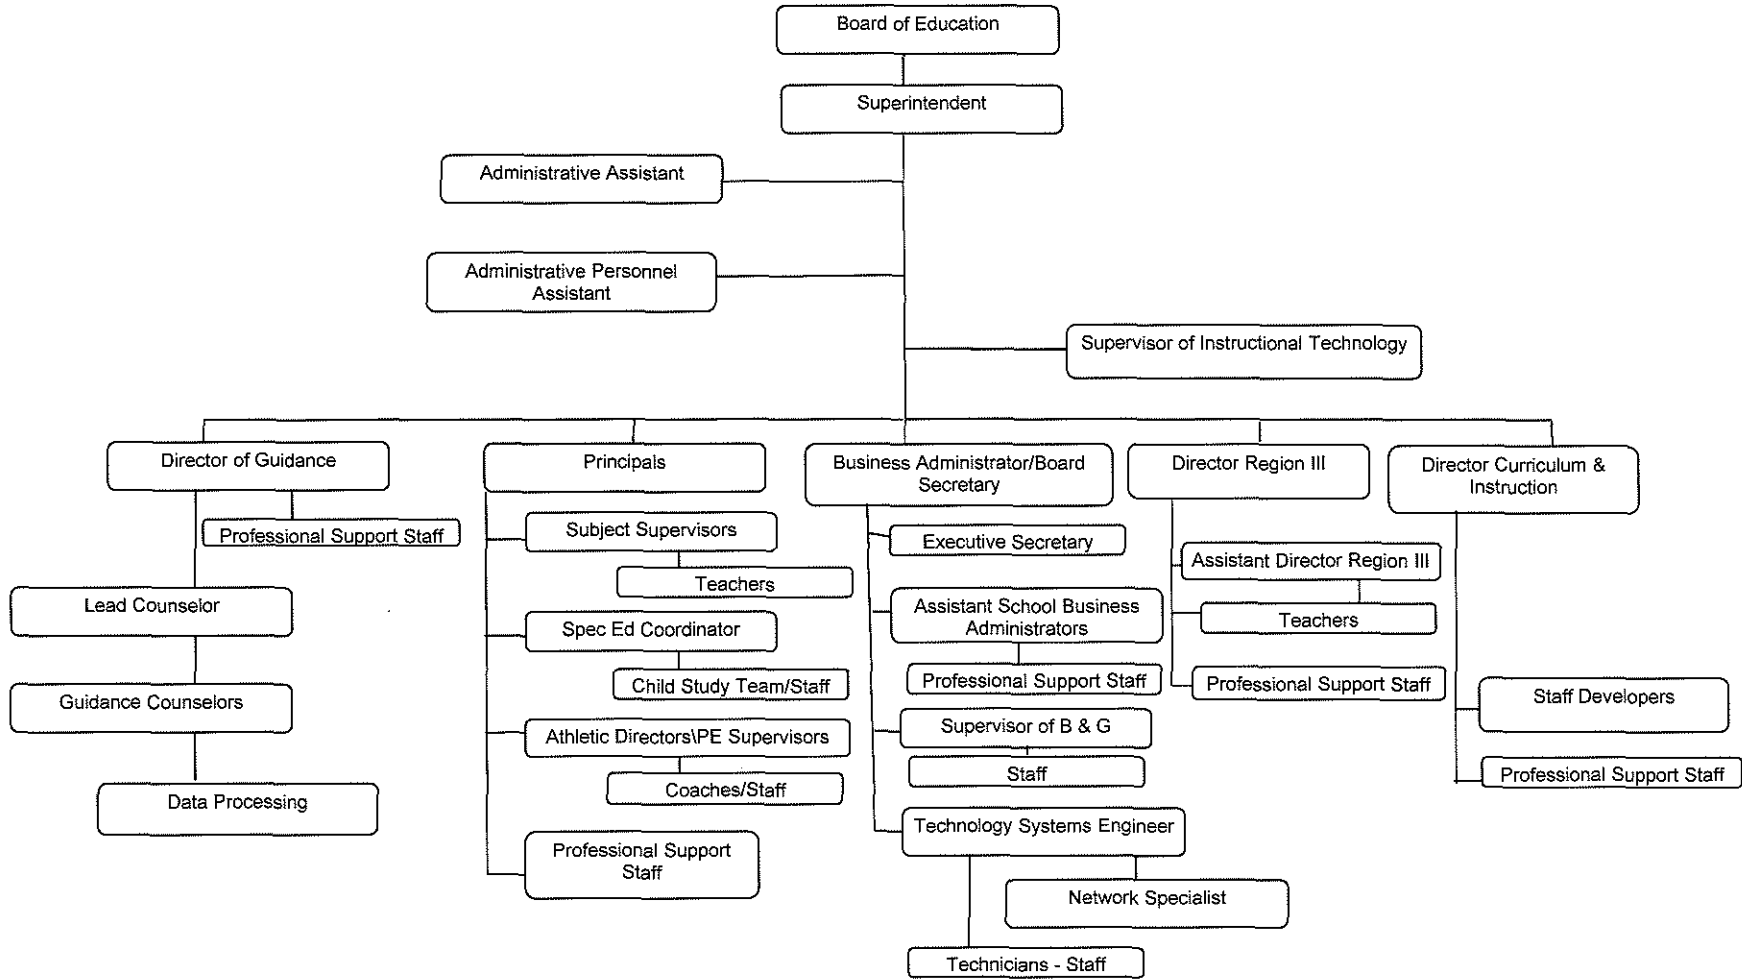 Board of Education
Superintendent
Administrative Assistant
Administrative Personnel
Assistant
Supervisor of Instructional Technology
Director of Guidance
Professional Support Staff
Lead Counselor
Guidance Counselors
Data Processing
Principals
Subject Supervisors
Teachers
Spec Ed Coordinator
Child Study Team/Staff
Athletic Directors\PE Supervisors
Coaches/Staff
Professional Support
Staff
Business Administrator/Board
Secretary
Executive Secretary
Assistant School Business
Administrators
Professional Support Staff
Supervisor of B & G
Staff
Technology Systems Engineer
Network Specialist
Technicians - Staff
Director Region III
Assistant Director Region III
Teachers
Professional Support Staff
Director Curriculum &
Instruction
Staff Developers
Professional Support Staff